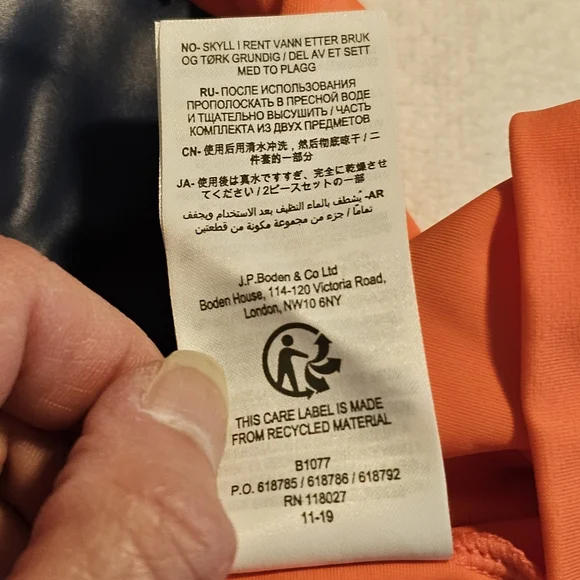 NO- SKYLL I RENT VANN ETTER BRUK
OG TØRK GRUNDIG / DEL AV ET SETT
MED TO PLAGG
RU- ПОСЛЕ ИСПОЛЬЗОВАНИЯ
ПРОПОЛОСКАТЬ В ПРЕСНОЙ ВОДЕ
И ТЩАТЕЛЬНО ВЫСУШИТЬ / ЧАСТЬ
КОМПЛЕКТА ИЗ ДВУХ ПРЕДМЕТОВ
CN- 使用后用清水冲洗，然后彻底晾干 / 二
件套的一部分
JA- 使用後は真水ですすぎ、完全に乾燥させ
てください / 2ピースセットの一部
AR- يُشطف بالماء النظيف بعد الاستخدام ويجفف
تمامًا / جزء من مجموعة مكونة من قطعتين
J.P.Boden & Co Ltd
Boden House, 114-120 Victoria Road,
London, NW10 6NY
THIS CARE LABEL IS MADE
FROM RECYCLED MATERIAL
B1077
P.O. 618785 / 618786 / 618792
RN 118027
11-19